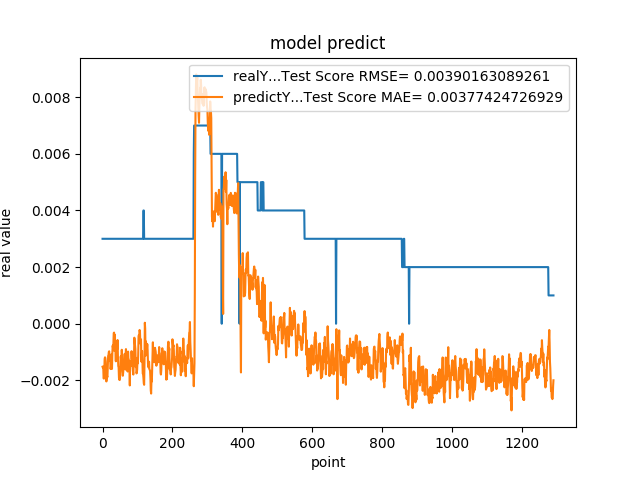 model predict
realY...Test Score RMSE= 0.00390163089261
predictY...Test Score MAE= 0.00377424726929
real value
0.008
0.006
0.004
0.002
0.000
−0.002
0 200 400 600 800 1000 1200
point